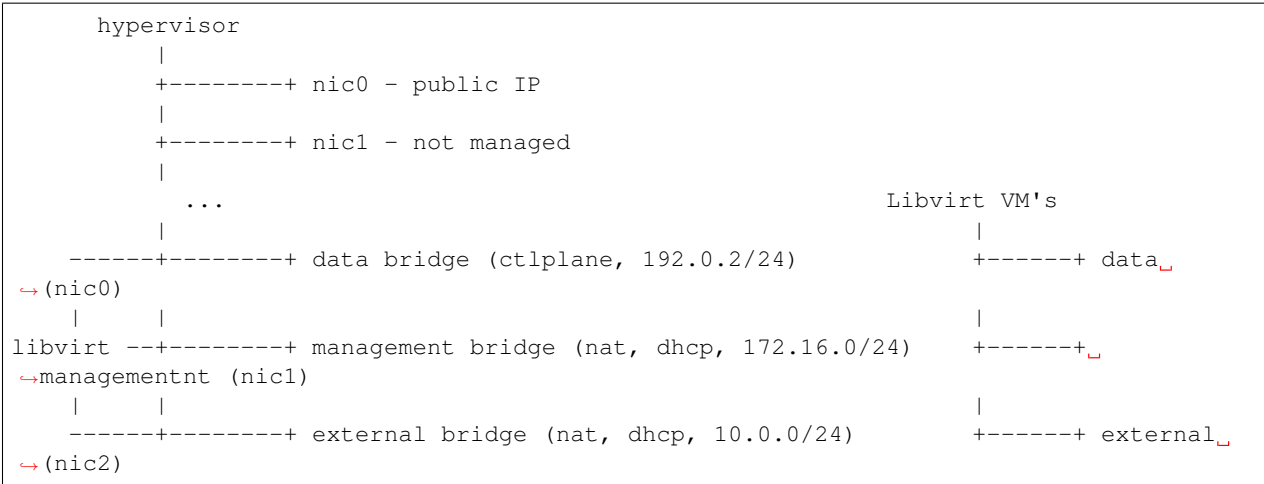 hypervisor
          |
          +--------+ nic0 - public IP
          |
          +--------+ nic1 - not managed
          |
            ...                                           Libvirt VM's
          |                                                     |
    ------+--------+ data bridge (ctlplane, 192.0.2/24)         +------+ data␣
↪(nic0)
    |     |                                                     |
libvirt --+--------+ management bridge (nat, dhcp, 172.16.0/24) +------+␣
↪managementnt (nic1)
    |     |                                                     |
    ------+--------+ external bridge (nat, dhcp, 10.0.0/24)     +------+ external␣
↪(nic2)